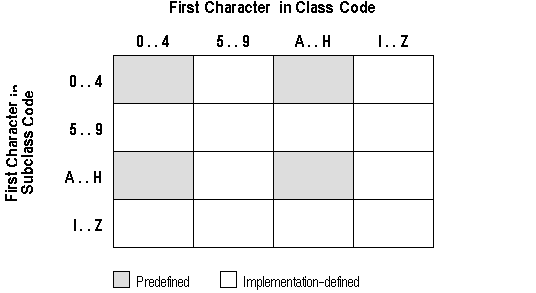 First Character in Class Code
0..4 5..9 A..H I..Z
First Character in
Subclass Code
0..4
5..9
A..H
I..Z
Predefined Implementation-defined